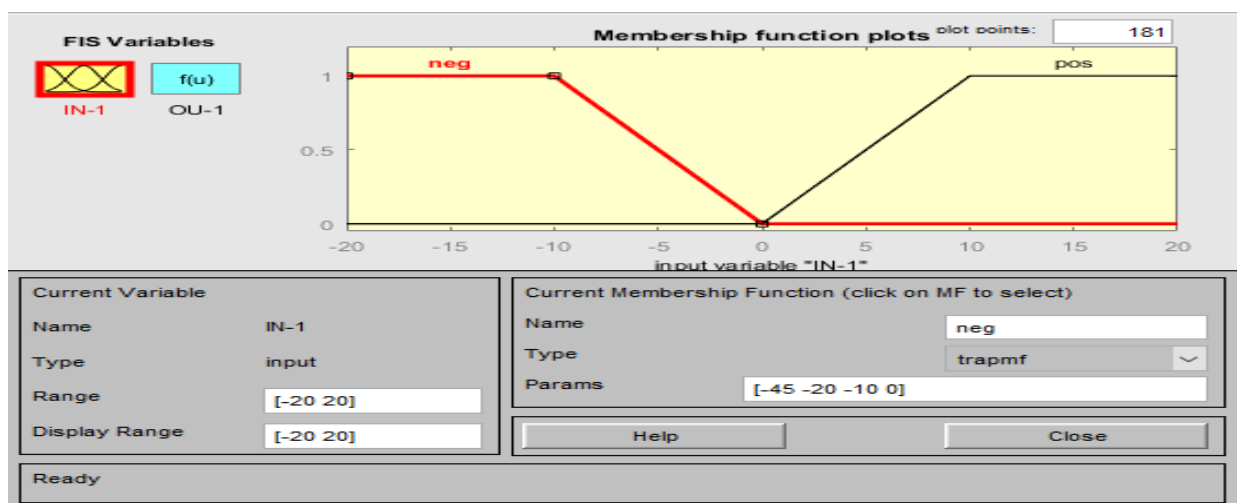 FIS Variables
f(u)
IN-1
OU-1
Membership function plots
plot points:
181
neg
pos
1
0.5
0
-20
-15
-10
-5
0
5
10
15
20
input variable "IN-1"
Current Variable
Name
IN-1
Type
input
Range
[-20 20]
Display Range
[-20 20]
Current Membership Function (click on MF to select)
Name
neg
Type
trapmf
Params
[-45 -20 -10 0]
Help
Close
Ready